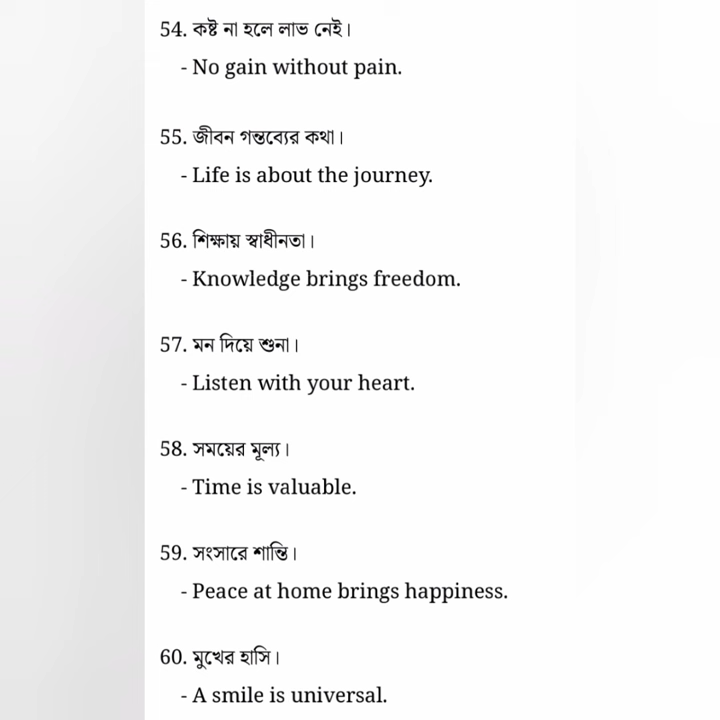 54. কষ্ট না হলে লাভ নেই।
- No gain without pain.
55. জীবন গন্তব্যের কথা।
- Life is about the journey.
56. শিক্ষায় স্বাধীনতা।
- Knowledge brings freedom.
57. মন দিয়ে শুনা।
- Listen with your heart.
58. সময়ের মূল্য।
- Time is valuable.
59. সংসারে শান্তি।
- Peace at home brings happiness.
60. মুখের হাসি।
- A smile is universal.